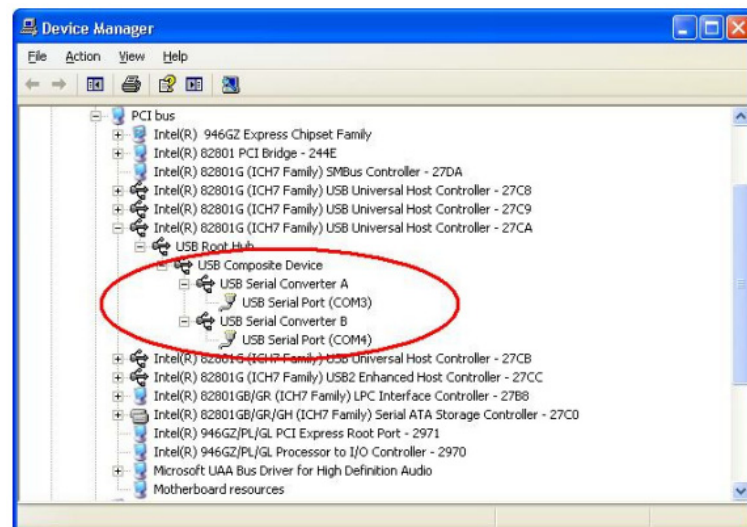 Device Manager
File Action View Help
PCI bus
Intel(R) 946GZ Express Chipset Family
Intel(R) 82801 PCI Bridge - 244E
Intel(R) 82801G (ICH7 Family) SMBus Controller - 27DA
Intel(R) 82801G (ICH7 Family) USB Universal Host Controller - 27C8
Intel(R) 82801G (ICH7 Family) USB Universal Host Controller - 27C9
Intel(R) 82801G (ICH7 Family) USB Universal Host Controller - 27CA
USB Root Hub
USB Composite Device
USB Serial Converter A
USB Serial Port (COM3)
USB Serial Converter B
USB Serial Port (COM4)
Intel(R) 82801G (ICH7 Family) USB Universal Host Controller - 27CB
Intel(R) 82801G (ICH7 Family) USB2 Enhanced Host Controller - 27CC
Intel(R) 82801GB/GR (ICH7 Family) LPC Interface Controller - 27B8
Intel(R) 82801GB/GR/GH (ICH7 Family) Serial ATA Storage Controller - 27C0
Intel(R) 946GZ/PL/GL PCI Express Root Port - 2971
Intel(R) 946GZ/PL/GL Processor to I/O Controller - 2970
Microsoft UAA Bus Driver for High Definition Audio
Motherboard resources